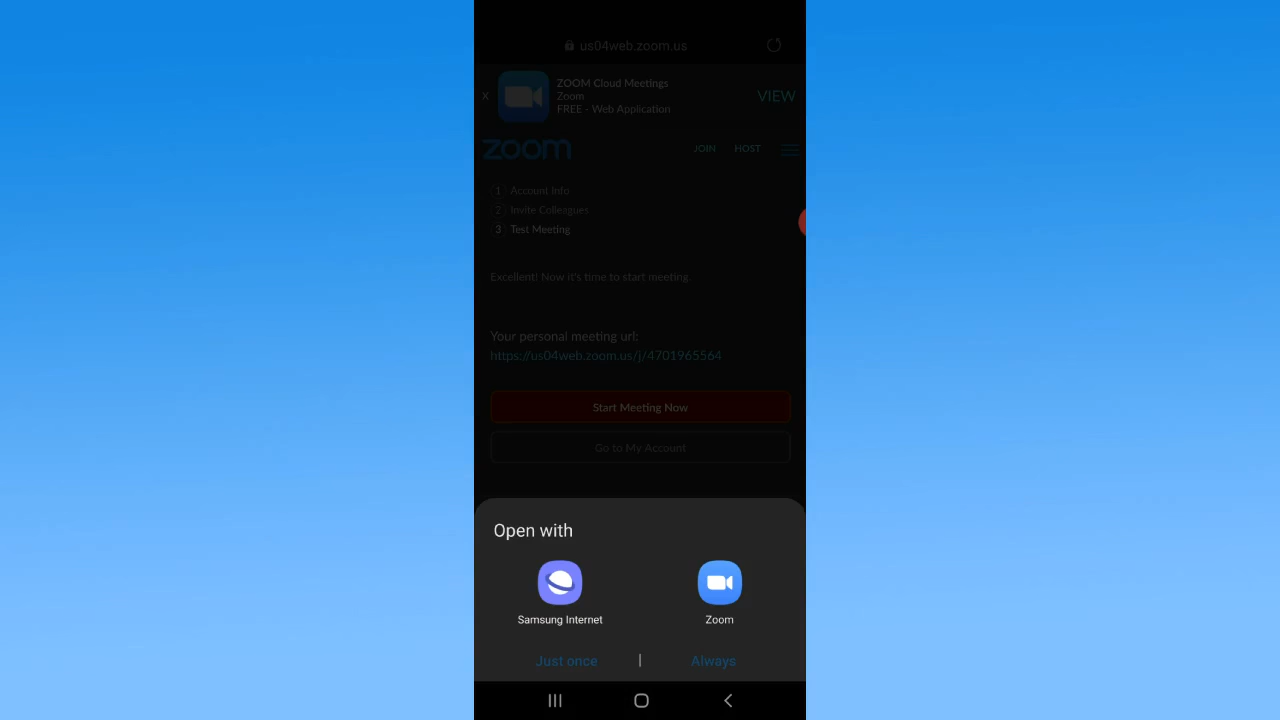 us04web.zoom.us
x
ZOOM Cloud Meetings
Zoom
FREE - Web Application
VIEW
zoom
JOIN
HOST
1 Account Info
2 Invite Colleagues
3 Test Meeting
Excellent! Now it's time to start meeting.
Your personal meeting url:
https://us04web.zoom.us/j/4701965564
Start Meeting Now
Go to My Account
Open with
Samsung Internet
Zoom
Just once | Always